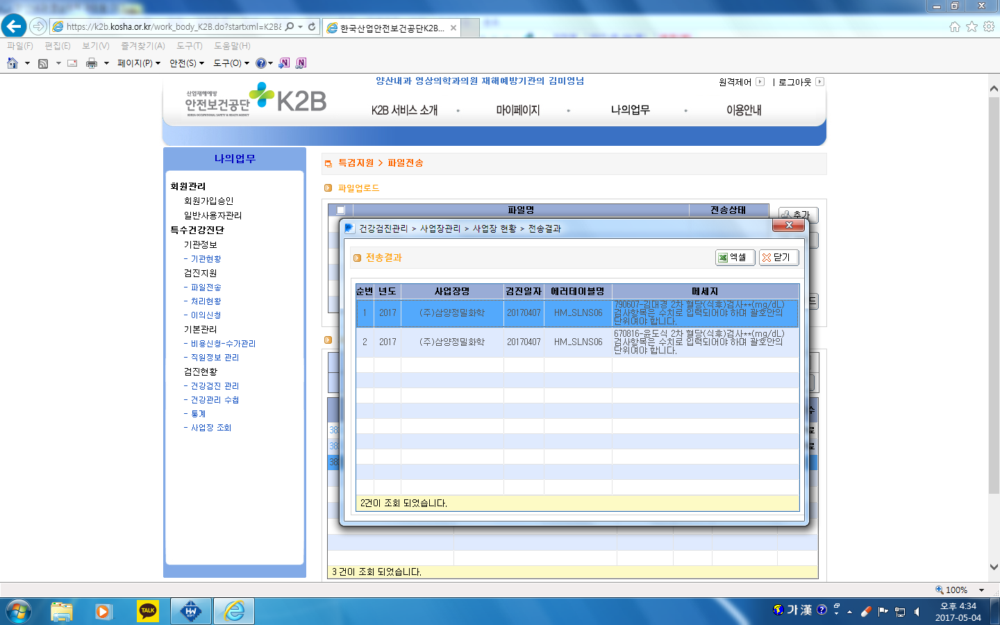 https://k2b.kosha.or.kr/work_body_K2B.do?startxml=K2B&
한국산업안전보건공단K2B...
파일(F) 편집(E) 보기(V) 즐겨찾기(A) 도구(T) 도움말(H)
페이지(P) 안전(S) 도구(O)
양산내과 영상의학과의원 재해예방기관의 김미영님
원격제어 | 로그아웃
산업재해예방
안전보건공단 K2B
KOREA OCCUPATIONAL SAFETY & HEALTH AGENCY
K2B 서비스 소개 마이페이지 나의업무 이용안내
나의업무
회원관리
회원가입승인
일반사용자관리
특수건강진단
기관정보
- 기관현황
검진지원
- 파일전송
- 처리현황
- 이익신청
기본관리
- 비용신청-수가관리
- 직원정보 관리
검진현황
- 건강검진 관리
- 건강관리 수첩
- 통계
- 사업장 조회
특검지원 > 파일전송
파일업로드
파일명 전송상태
추가
건강검진관리 > 사업장관리 > 사업장 현황 > 전송결과
전송결과
엑셀 닫기
순번 년도 사업장명 검진일자 에러테이블명 메세지
1 2017 (주)삼양정밀화학 20170407 HM_SLNS06 790607-김대경 2차 혈당(식후)검사**(mg/dL)
검사항목은 수치로 입력되어야 하며 괄호안의
단위여야 합니다.
2 2017 (주)삼양정밀화학 20170407 HM_SLNS06 670816-윤도식 2차 혈당(식후)검사**(mg/dL)
검사항목은 수치로 입력되어야 하며 괄호안의
단위여야 합니다.
2건이 조회 되었습니다.
드
수
38 료
38 료
38
3 건이 조회 되었습니다.
100%
TALK
HW
SOFT
가 漢
오후 4:34
2017-05-04